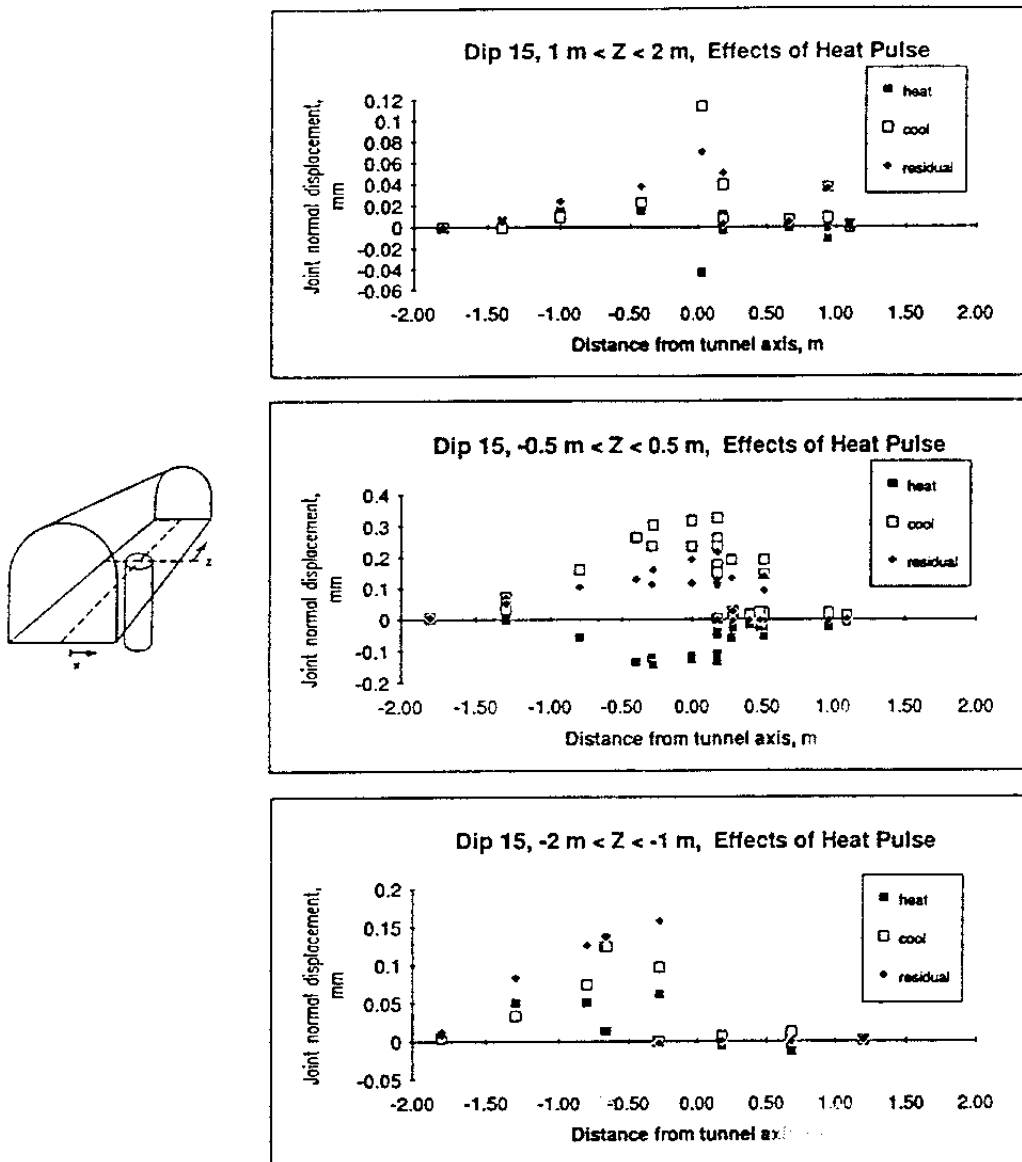 Dip 15, 1 m < Z < 2 m, Effects of Heat Pulse
heat
cool
residual
Joint normal displacement,
mm
0.12
0.1
0.08
0.06
0.04
0.02
0
-0.02
-0.04
-0.06
-2.00 -1.50 -1.00 -0.50 0.00 0.50 1.00 1.50 2.00
Distance from tunnel axis, m
z
x
Dip 15, -0.5 m < Z < 0.5 m, Effects of Heat Pulse
heat
cool
residual
Joint normal displacement,
mm
0.4
0.3
0.2
0.1
0
-0.1
-0.2
-2.00 -1.50 -1.00 -0.50 0.00 0.50 1.00 1.50 2.00
Distance from tunnel axis, m
Dip 15, -2 m < Z < -1 m, Effects of Heat Pulse
heat
cool
residual
Joint normal displacement,
mm
0.2
0.15
0.1
0.05
0
-0.05
-2.00 -1.50 -1.00 -0.50 0.00 0.50 1.00 1.50 2.00
Distance from tunnel